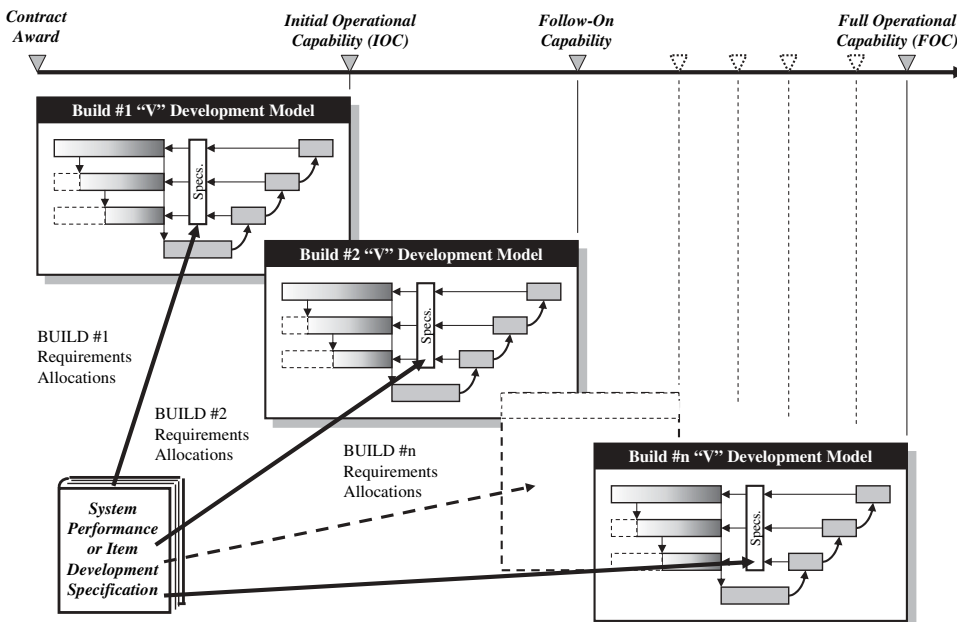 Contract
Award
Initial Operational
Capability (IOC)
Follow-On
Capability
Full Operational
Capability (FOC)
Build #1 “V” Development Model
Specs.
Build #2 “V” Development Model
Specs.
BUILD #1
Requirements
Allocations
BUILD #2
Requirements
Allocations
BUILD #n
Requirements
Allocations
Build #n “V” Development Model
Specs.
System
Performance
or Item
Development
Specification